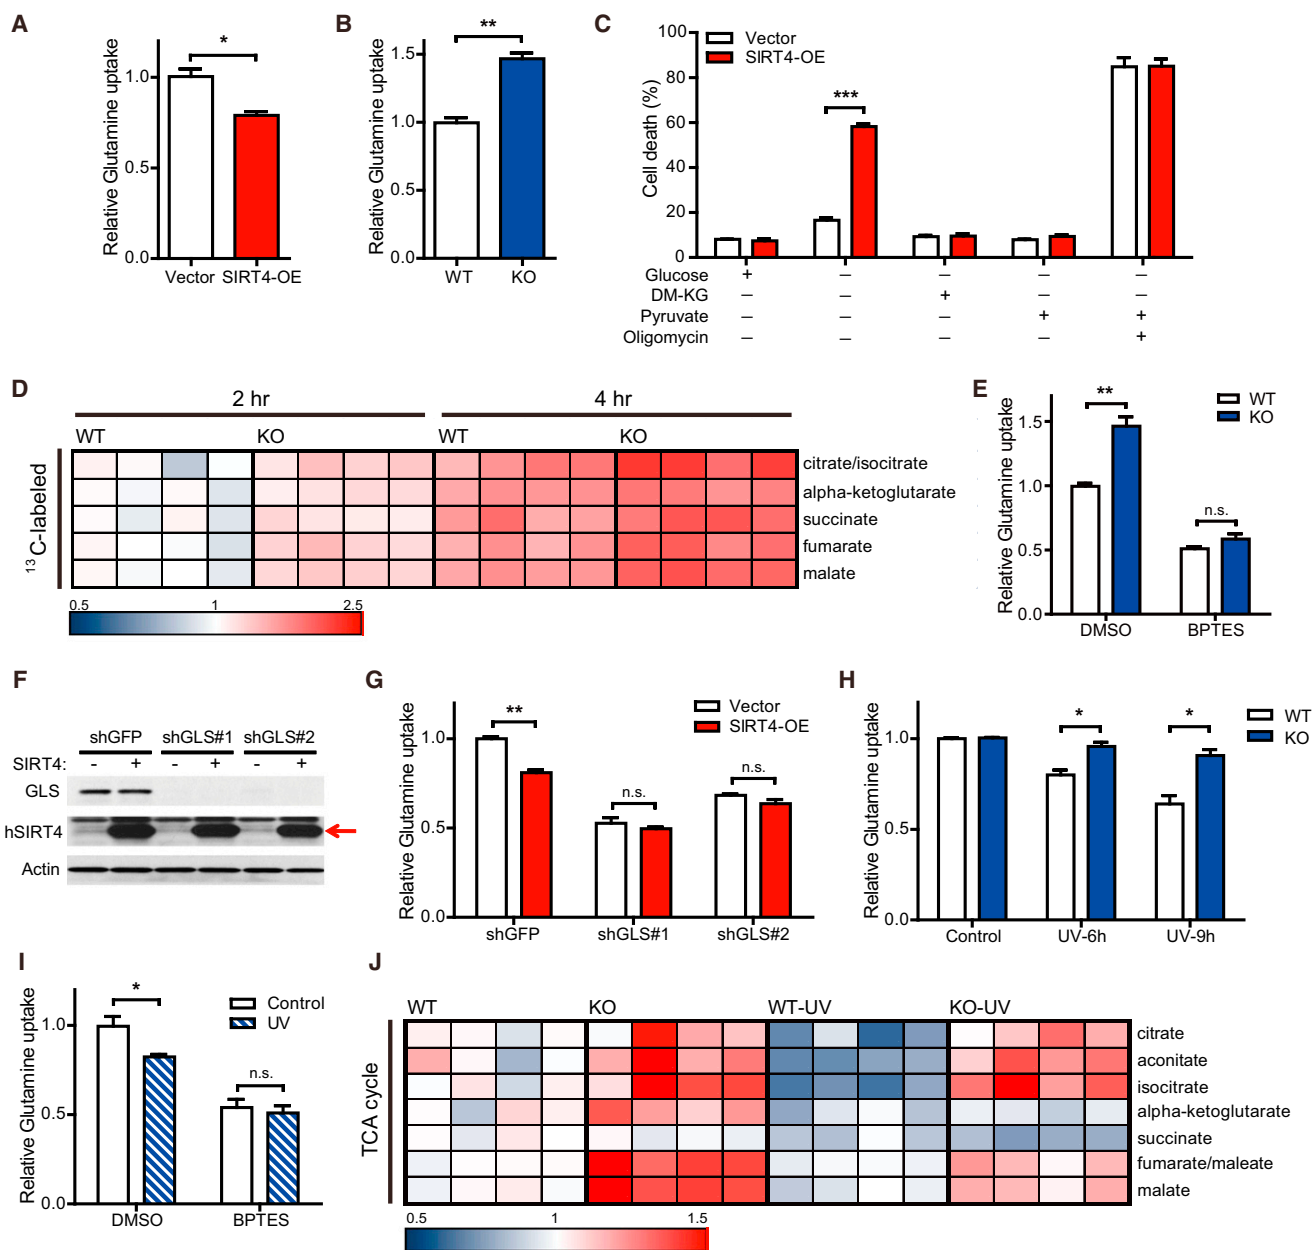 A
Relative Glutamine uptake
1.0
0.5
0.0
*
Vector SIRT4-OE
B
Relative Glutamine uptake
1.5
1.0
0.5
0.0
**
WT KO
C
Cell death (%)
100
80
60
40
20
0
Vector
SIRT4-OE
***
Glucose + – – – –
DM-KG – – + – –
Pyruvate – – – + +
Oligomycin – – – – +
D
2 hr 4 hr
WT KO WT KO
13C-labeled
citrate/isocitrate
alpha-ketoglutarate
succinate
fumarate
malate
0.5 1 2.5
E
Relative Glutamine uptake
1.5
1.0
0.5
0.0
**
n.s.
WT
KO
DMSO BPTES
F
shGFP shGLS#1 shGLS#2
SIRT4: - + - + - +
GLS
hSIRT4
Actin
G
Relative Glutamine uptake
1.0
0.5
0.0
**
n.s.
n.s.
Vector
SIRT4-OE
shGFP shGLS#1 shGLS#2
H
Relative Glutamine uptake
1.0
0.5
0.0
*
*
WT
KO
Control UV-6h UV-9h
I
Relative Glutamine uptake
1.0
0.5
0.0
*
n.s.
Control
UV
DMSO BPTES
J
WT KO WT-UV KO-UV
TCA cycle
citrate
aconitate
isocitrate
alpha-ketoglutarate
succinate
fumarate/maleate
malate
0.5 1 1.5